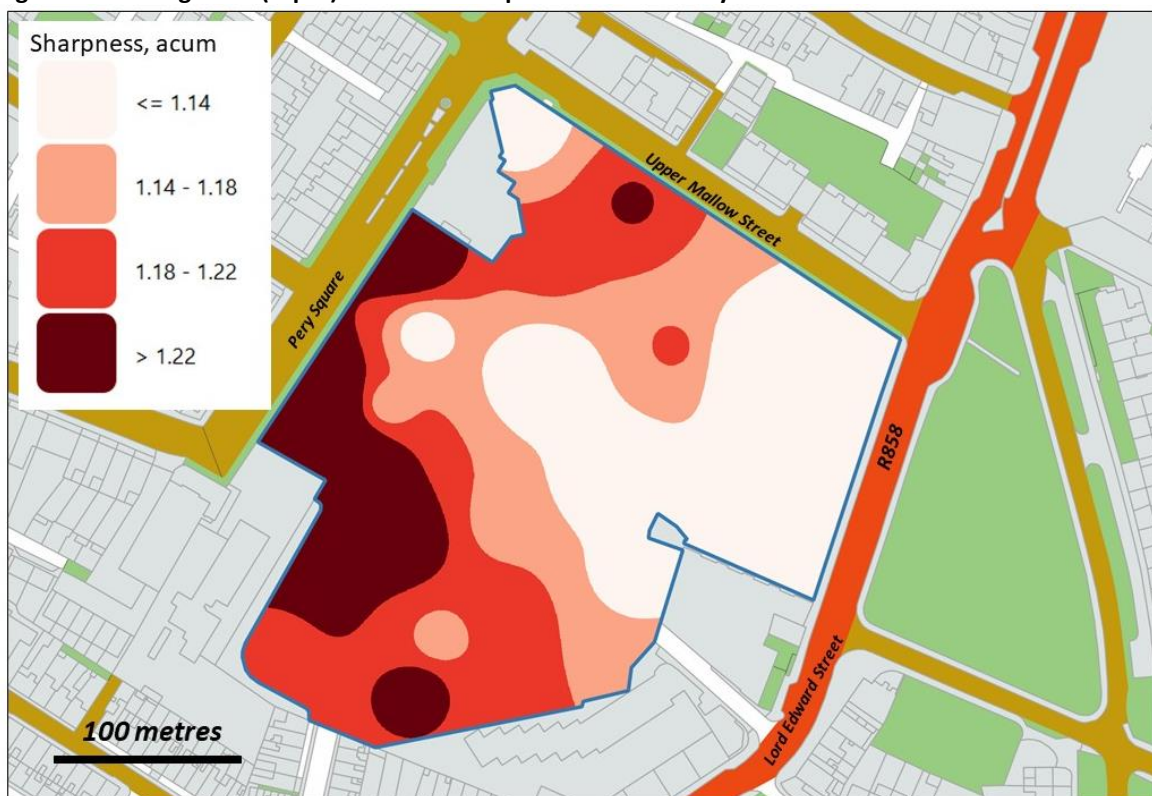 Sharpness, acum
<= 1.14
1.14 - 1.18
1.18 - 1.22
> 1.22
Upper Mallow Street
Pery Square
R858
Lord Edward Street
100 metres